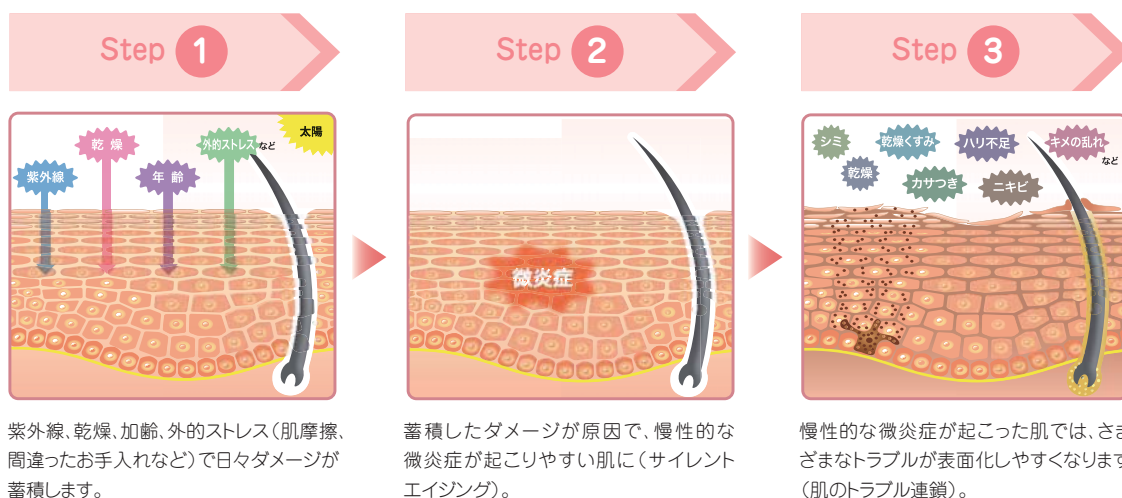 Step 1
Step 2
Step 3
太陽
乾 燥
外的ストレス など
紫外線
年 齢
微炎症
シミ
乾燥くすみ
ハリ不足
キメの乱れ
など
乾燥
カサつき
ニキビ
紫外線、乾燥、加齢、外的ストレス（肌摩擦、
間違ったお手入れなど）で日々ダメージが
蓄積します。
蓄積したダメージが原因で、慢性的な
微炎症が起こりやすい肌に（サイレント
エイジング）。
慢性的な微炎症が起こった肌では、さま
ざまなトラブルが表面化しやすくなります
（肌のトラブル連鎖）。